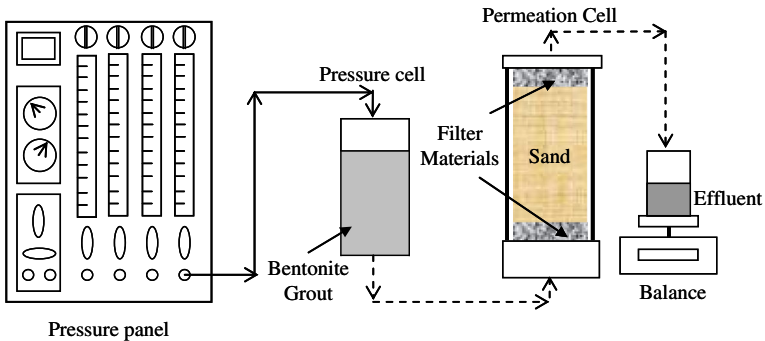 Permeation Cell
Pressure cell
Filter
Materials
Sand
Effluent
Bentonite
Grout
Balance
Pressure panel